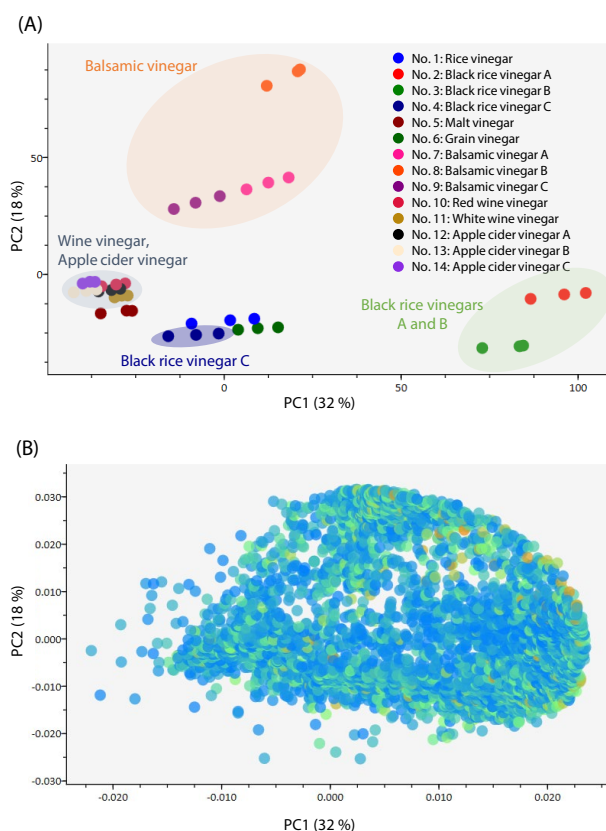 (A)
Balsamic vinegar
No. 1: Rice vinegar
No. 2: Black rice vinegar A
No. 3: Black rice vinegar B
No. 4: Black rice vinegar C
No. 5: Malt vinegar
No. 6: Grain vinegar
No. 7: Balsamic vinegar A
No. 8: Balsamic vinegar B
No. 9: Balsamic vinegar C
No. 10: Red wine vinegar
No. 11: White wine vinegar
No. 12: Apple cider vinegar A
No. 13: Apple cider vinegar B
No. 14: Apple cider vinegar C
50
PC2 (18 %)
0
Wine vinegar,
Apple cider vinegar
Black rice vinegars
A and B
Black rice vinegar C
0
50
100
PC1 (32 %)
(B)
0.030
0.020
0.010
PC2 (18 %)
0.000
-0.010
-0.020
-0.030
-0.020
-0.010
0.000
0.010
0.020
PC1 (32 %)